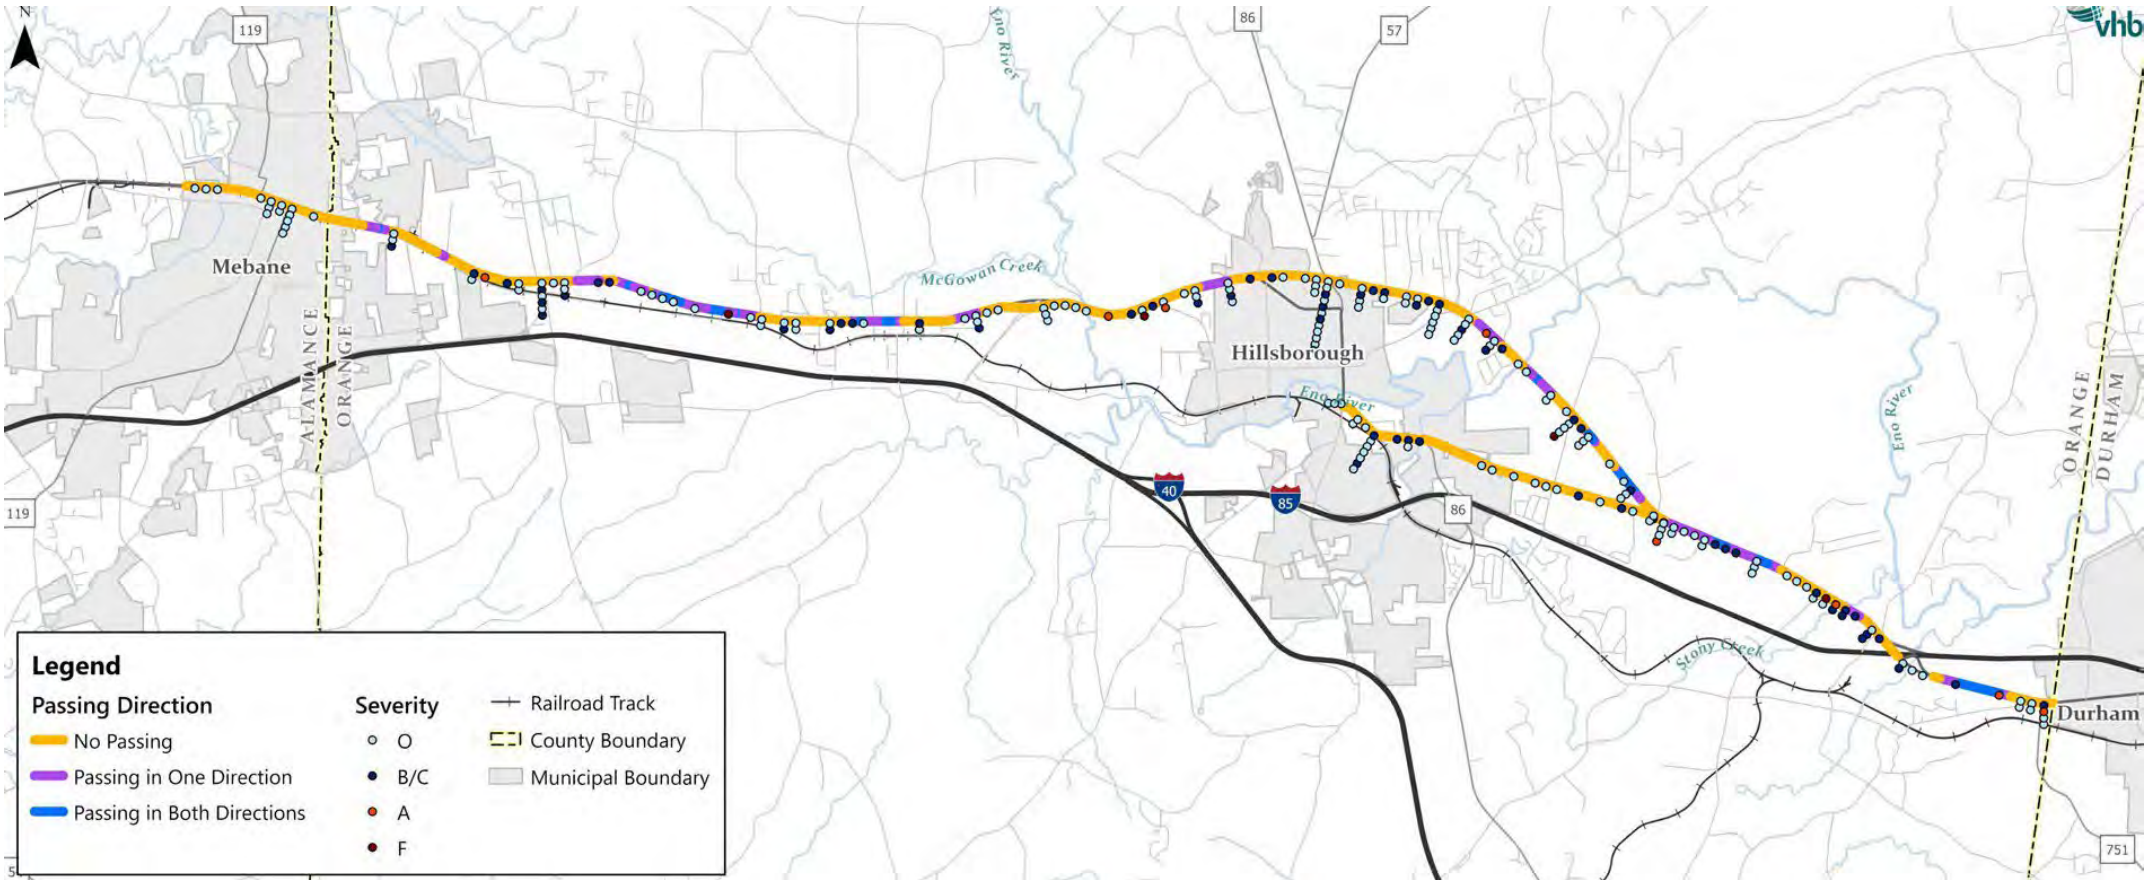 N
119
86
57
vhb
Eno River
Mebane
McGowan Creek
Hillsborough
ALAMANCE
ORANGE
Eno River
Eno River
ORANGE
DURHAM
40
85
86
119
Stony Creek
Durham
751
5
Legend
Passing Direction
No Passing
Passing in One Direction
Passing in Both Directions
Severity
O
B/C
A
F
Railroad Track
County Boundary
Municipal Boundary